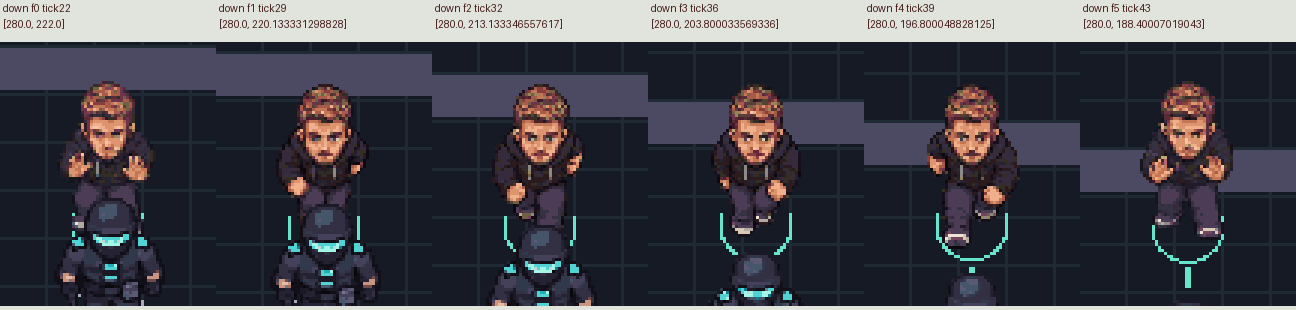 down f0 tick22
[280.0, 222.0]
down f1 tick29
[280.0, 220.133331298828]
down f2 tick32
[280.0, 213.133346557617]
down f3 tick36
[280.0, 203.800033569336]
down f4 tick39
[280.0, 196.800048828125]
down f5 tick43
[280.0, 188.40007019043]